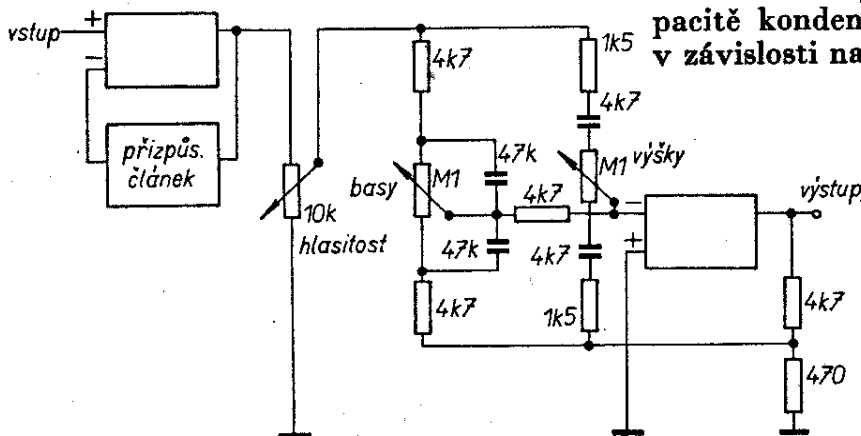 pacitě konden
v závislosti na
vstup
+
−
přizpůs.
článek
10k
hlasitost
4k7
1k5
4k7
47k
basy
M1
4k7
M1
výšky
47k
4k7
4k7
1k5
−
+
výstup
4k7
470